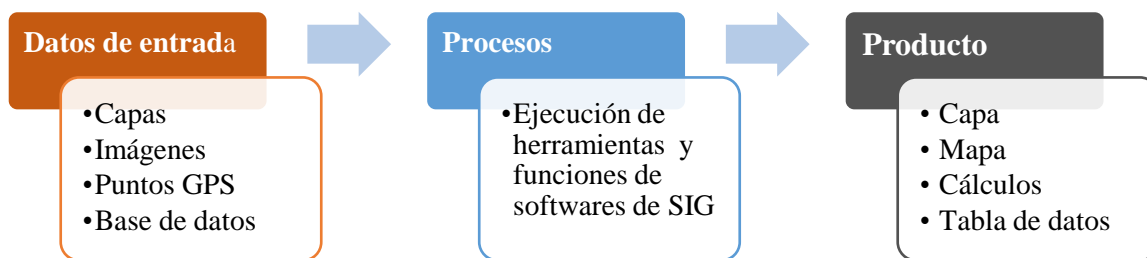 Datos de entrada
•Capas
•Imágenes
•Puntos GPS
•Base de datos
Procesos
•Ejecución de
herramientas y
funciones de
softwares de SIG
Producto
• Capa
• Mapa
• Cálculos
• Tabla de datos